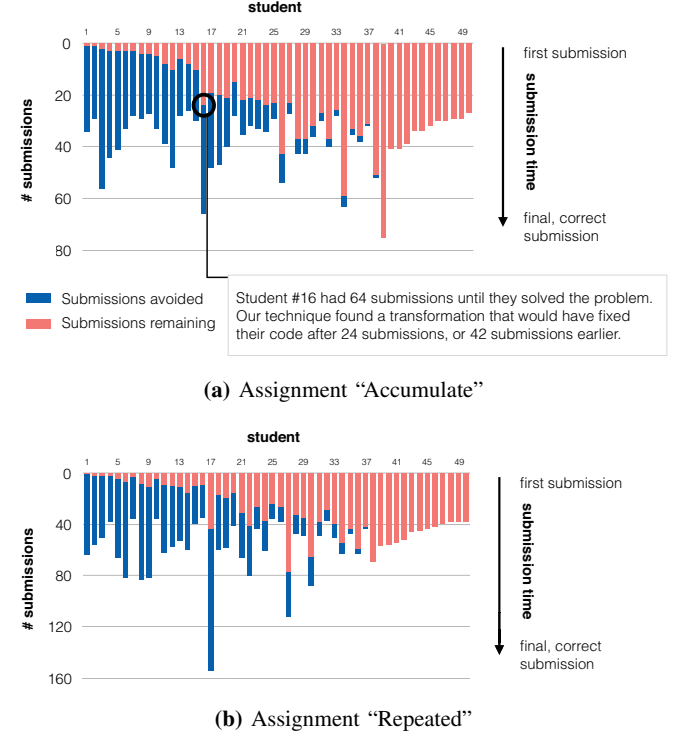 student
1 5 9 13 17 21 25 29 33 37 41 45 49
0
20
40
60
80
# submissions
first submission
submission time
final, correct
submission
Submissions avoided
Submissions remaining
Student #16 had 64 submissions until they solved the problem.
Our technique found a transformation that would have fixed
their code after 24 submissions, or 42 submissions earlier.
(a) Assignment “Accumulate”
student
1 5 9 13 17 21 25 29 33 37 41 45 49
0
40
80
120
160
# submissions
first submission
submission time
final, correct
submission
(b) Assignment “Repeated”